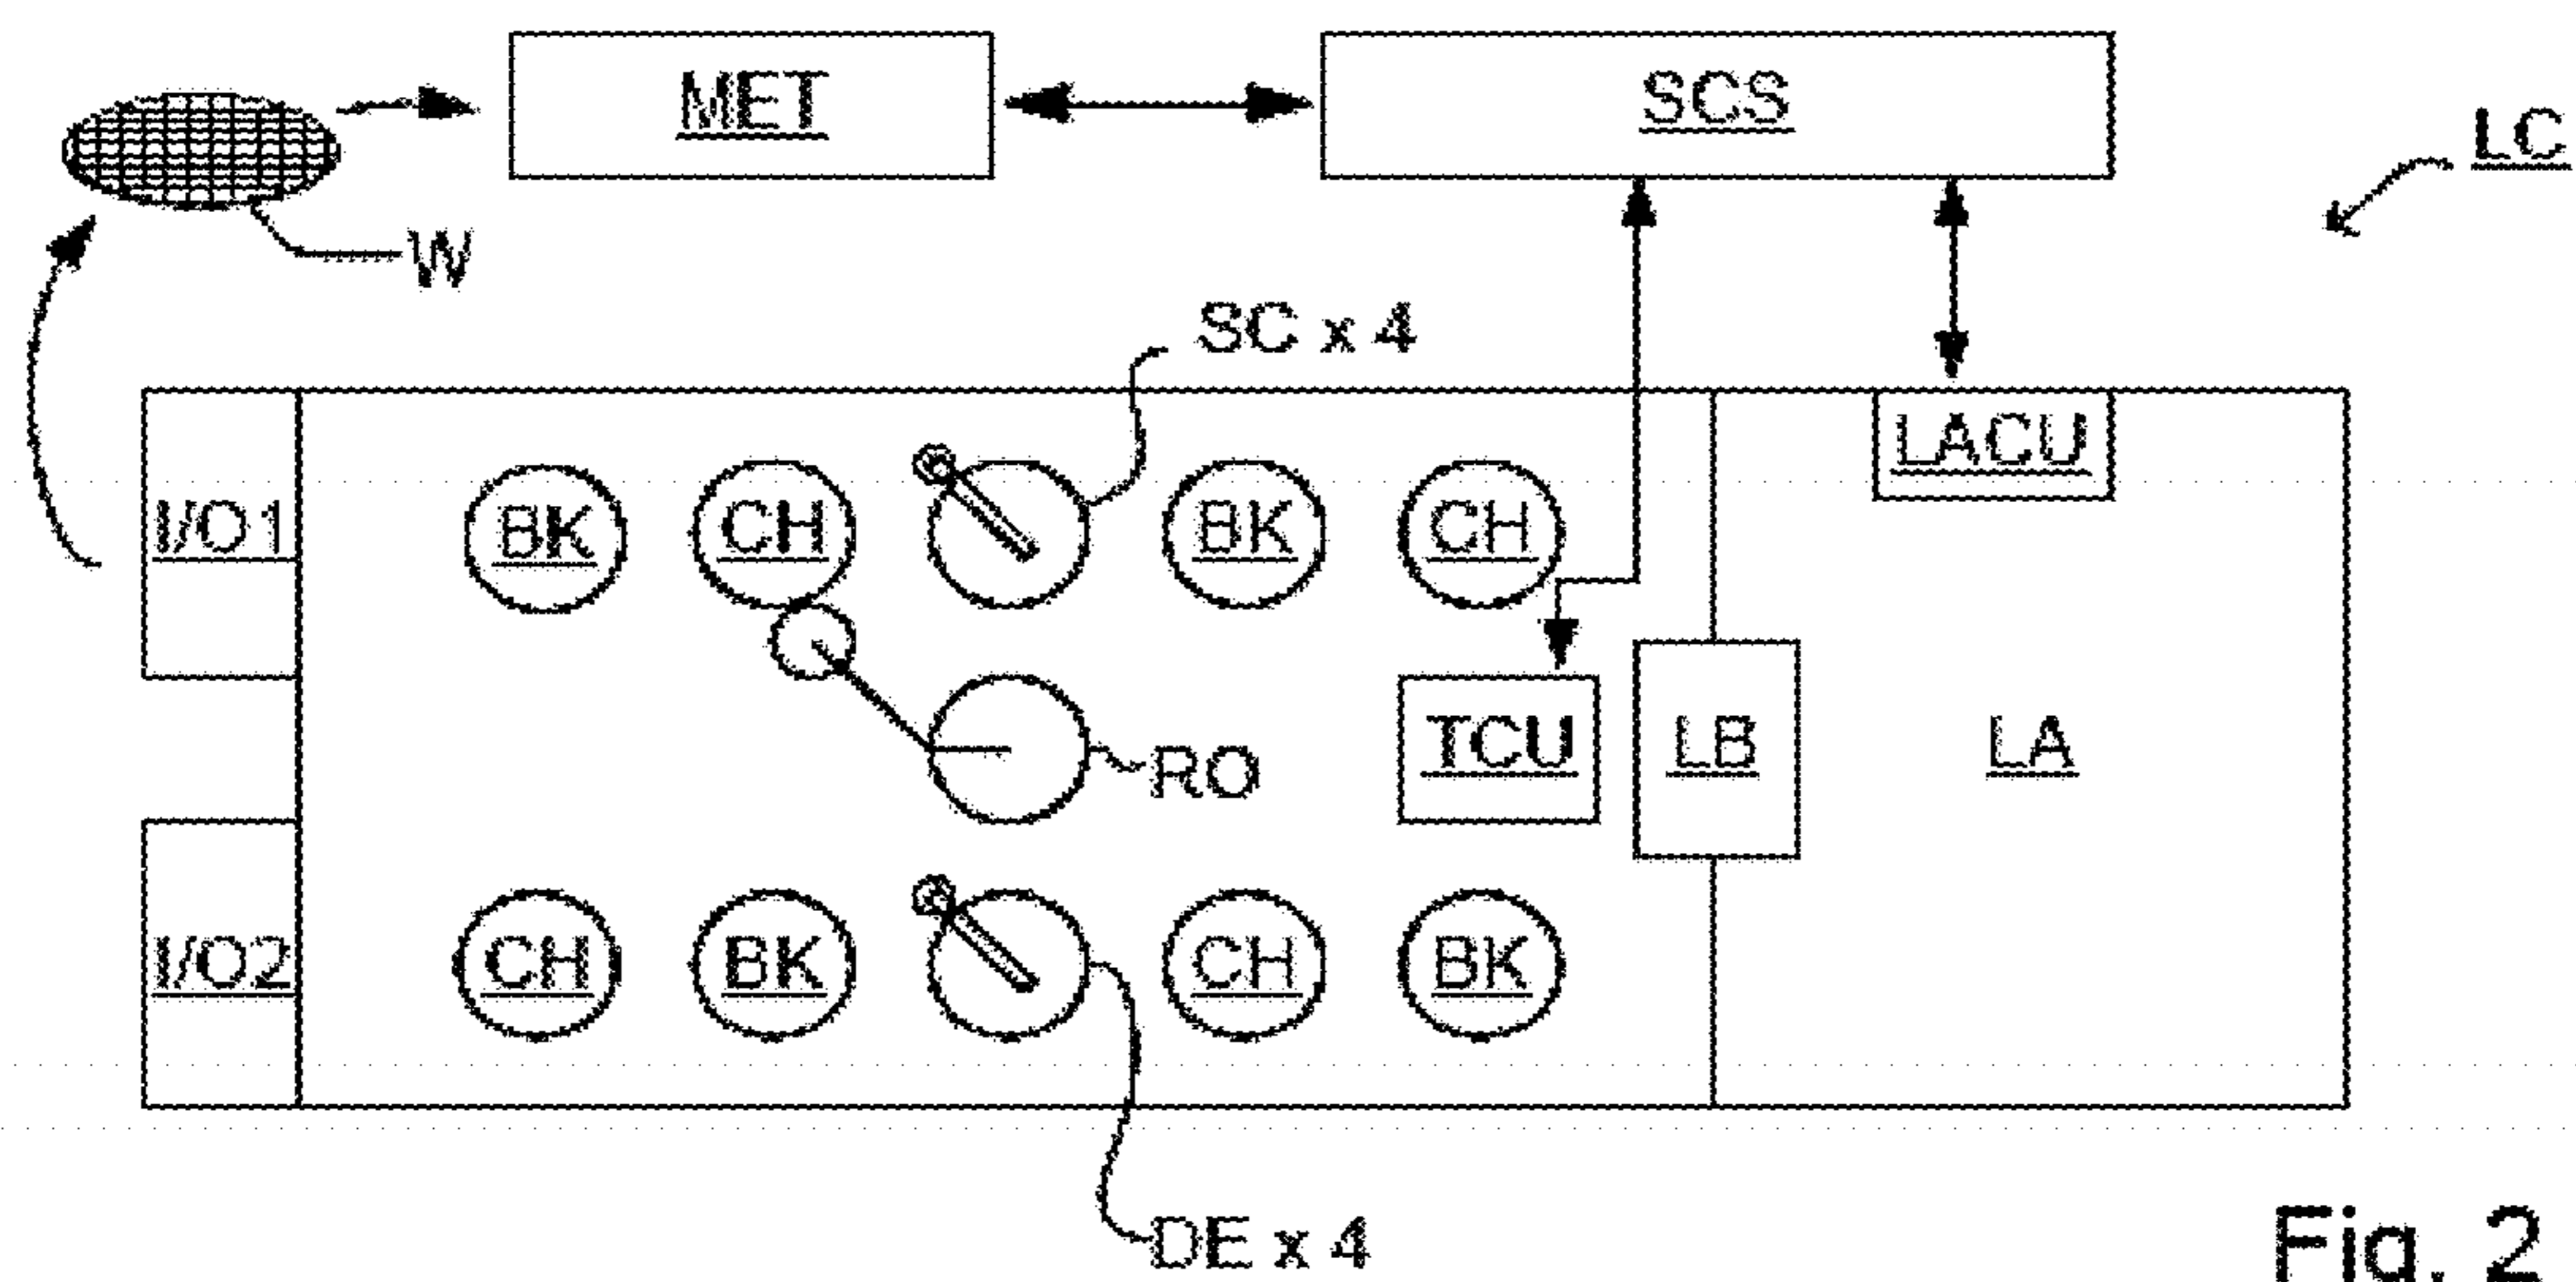 MET
SCS
LC
W
SC x 4
LACU
I/O1
BK
CH
BK
CH
RO
TCU
LB
LA
I/O2
CH
BK
CH
BK
DE x 4
Fig. 2